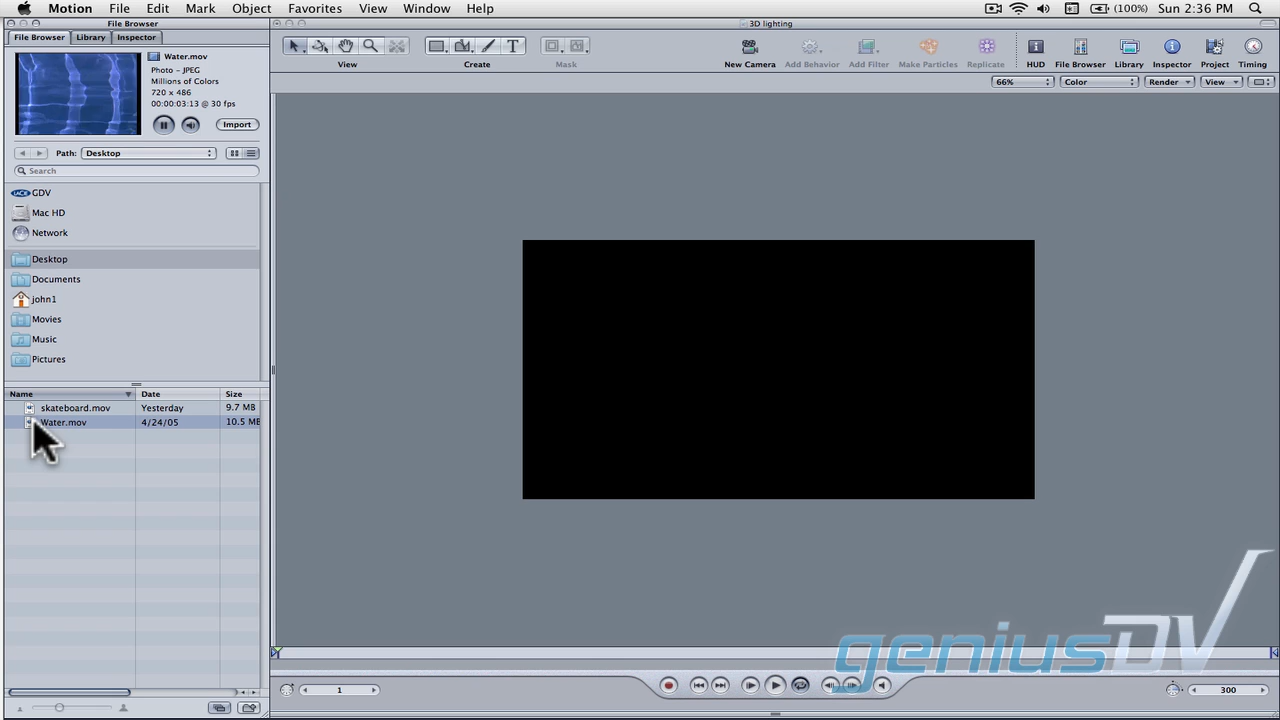 Motion File Edit Mark Object Favorites View Window Help (100%) Sun 2:36 PM
File Browser
3D lighting
File Browser Library Inspector
Water.mov
Photo - JPEG
Millions of Colors
720 x 486
00:00:03:13 @ 30 fps
Import
View Create Mask New Camera Add Behavior Add Filter Make Particles Replicate HUD File Browser Library Inspector Project Timing
T
66% Color Render View
Path: Desktop
Search
GDV
Mac HD
Network
Desktop
Documents
john1
Movies
Music
Pictures
Name Date Size
skateboard.mov Yesterday 9.7 MB
Water.mov 4/24/05 10.5 MB
1 300
geniusDV